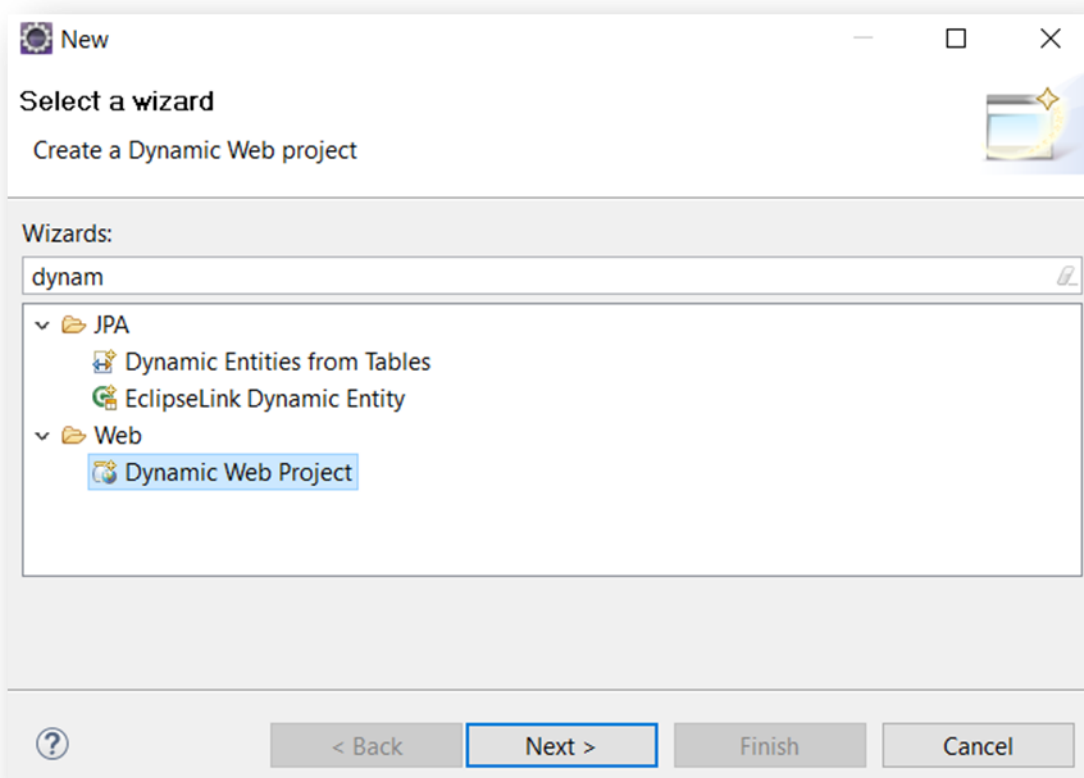 New
Select a wizard
Create a Dynamic Web project
Wizards:
dynam
JPA
Dynamic Entities from Tables
EclipseLink Dynamic Entity
Web
Dynamic Web Project
? < Back Next > Finish Cancel